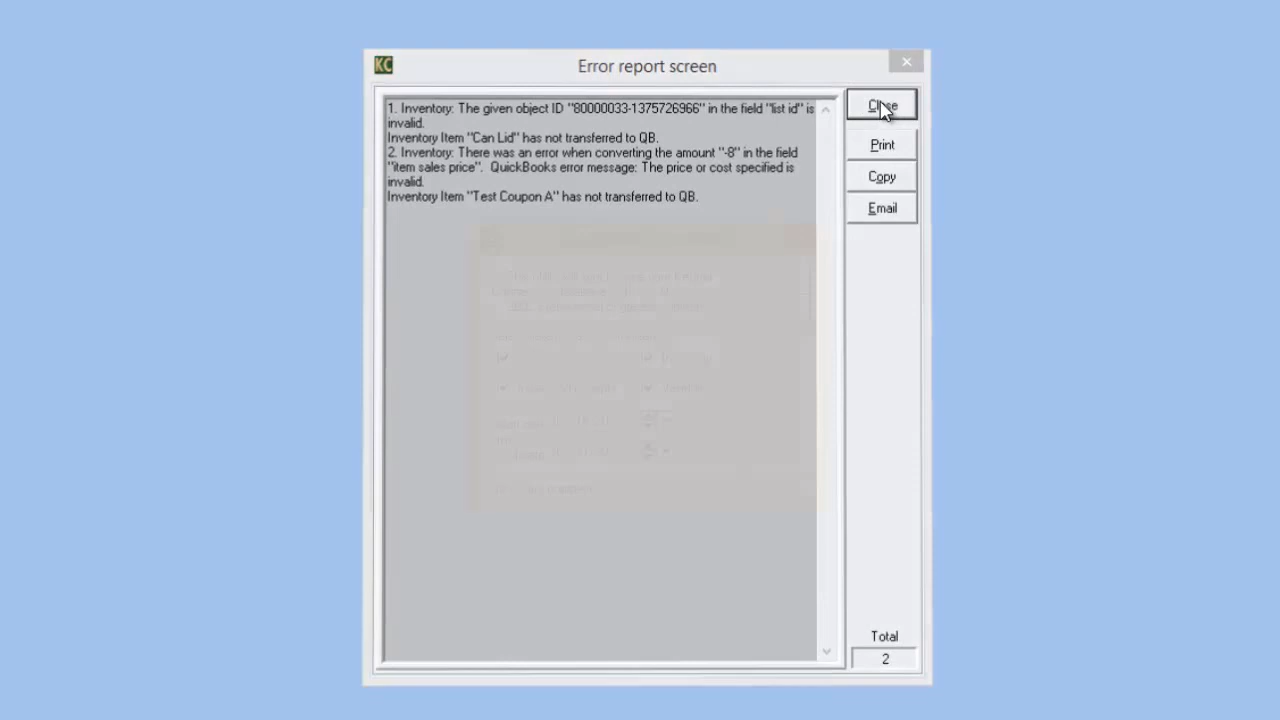 KC
Error report screen
1. Inventory: The given object ID "80000033-1375726966" in the field "list id" is
invalid.
Inventory Item "Can Lid" has not transferred to QB.
2. Inventory: There was an error when converting the amount "-8" in the field
"item sales price". QuickBooks error message: The price or cost specified is
invalid.
Inventory Item "Test Coupon A" has not transferred to QB.
Close
Print
Copy
Email
Total
2